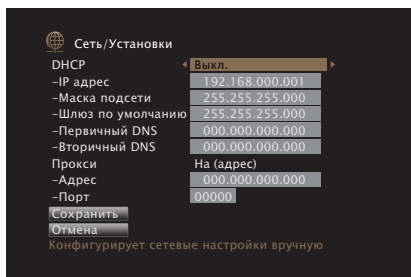 Сеть/Установки
DHCP Выкл.
–IP адрес 192.168.000.001
–Маска подсети 255.255.255.000
–Шлюз по умолчанию 255.255.255.000
–Первичный DNS 000.000.000.000
–Вторичный DNS 000.000.000.000
Прокси На (адрес)
–Адрес 000.000.000.000
–Порт 00000
Сохранить
Отмена
Конфигурирует сетевые настройки вручную